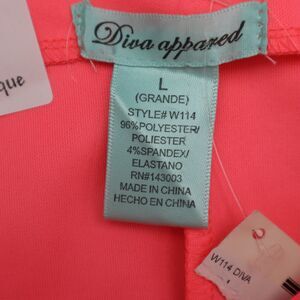 Diva apparel
L
(GRANDE)
STYLE# W114
96%POLYESTER/
POLIESTER
4%SPANDEX/
ELASTANO
RN#143003
MADE IN CHINA
HECHO EN CHINA
que
W114 DIVA